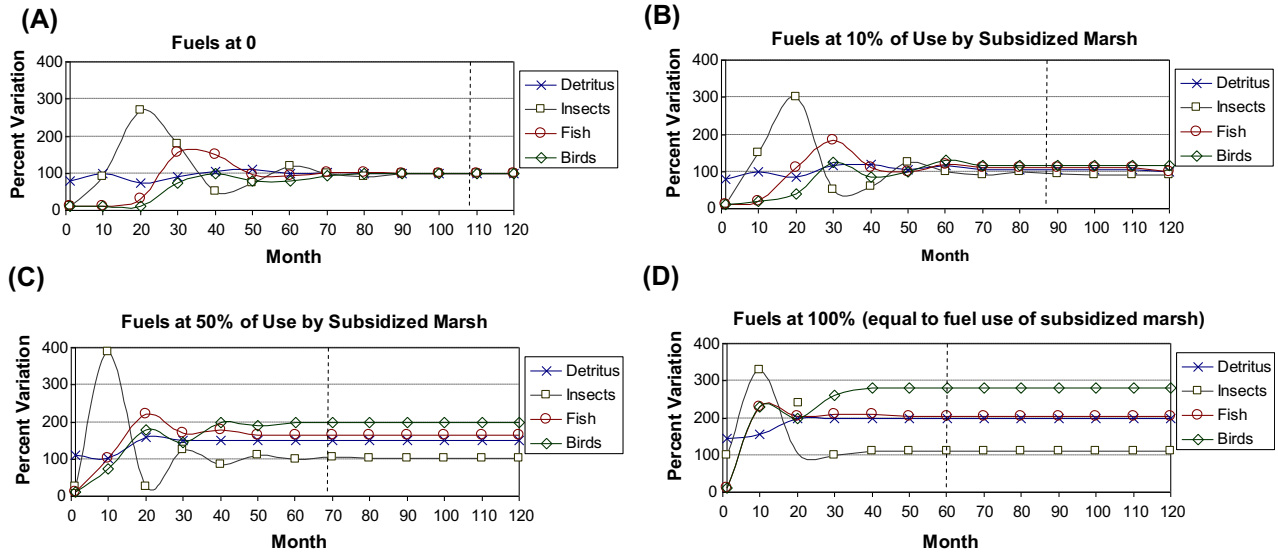 (A)
Fuels at 0
Percent Variation
400
300
200
100
0
0 10 20 30 40 50 60 70 80 90 100 110 120
Month
Detritus
Insects
Fish
Birds
(B)
Fuels at 10% of Use by Subsidized Marsh
Percent Variation
400
300
200
100
0
0 10 20 30 40 50 60 70 80 90 100 110 120
Month
Detritus
Insects
Fish
Birds
(C)
Fuels at 50% of Use by Subsidized Marsh
Percent Variation
400
300
200
100
0
0 10 20 30 40 50 60 70 80 90 100 110 120
Month
Detritus
Insects
Fish
Birds
(D)
Fuels at 100% (equal to fuel use of subsidized marsh)
Percent Variation
400
300
200
100
0
0 10 20 30 40 50 60 70 80 90 100 110 120
Month
Detritus
Insects
Fish
Birds